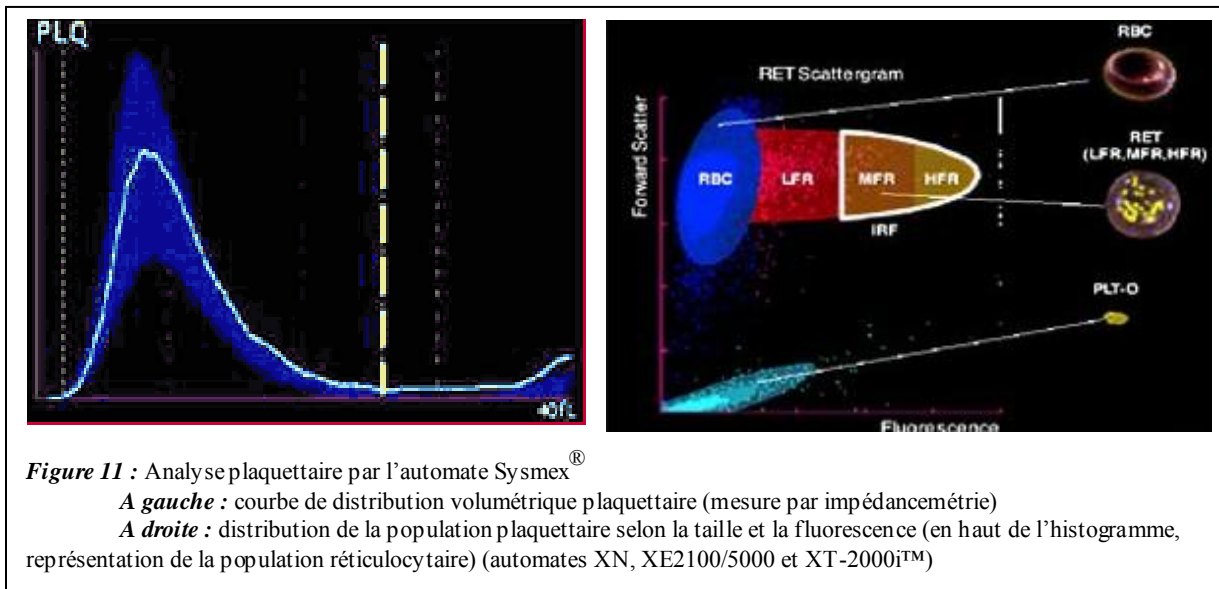 PLQ
40fL
RET Scattergram
RBC
Forward Scatter
RBC
LFR
MFR
HFR
IRF
RET
(LFR,MFR,HFR)
PLT-O
Fluorescence
Figure 11 : Analyse plaquettaire par l’automate Sysmex®
A gauche : courbe de distribution volumétrique plaquettaire (mesure par impédancemétrie)
A droite : distribution de la population plaquettaire selon la taille et la fluorescence (en haut de l’histogramme,
représentation de la population réticulocytaire) (automates XN, XE2100/5000 et XT-2000i™)